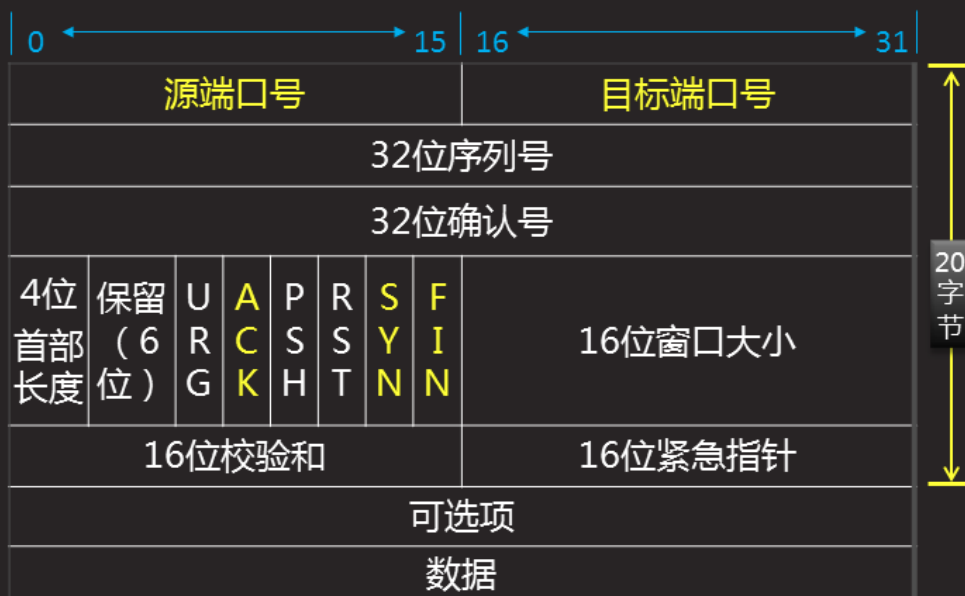 0 15 16 31
源端口号 目标端口号
32位序列号
32位确认号
4位首部长度 保留（6位） URG ACK PSH RST SYN FIN 16位窗口大小
20字节
16位校验和 16位紧急指针
可选项
数据